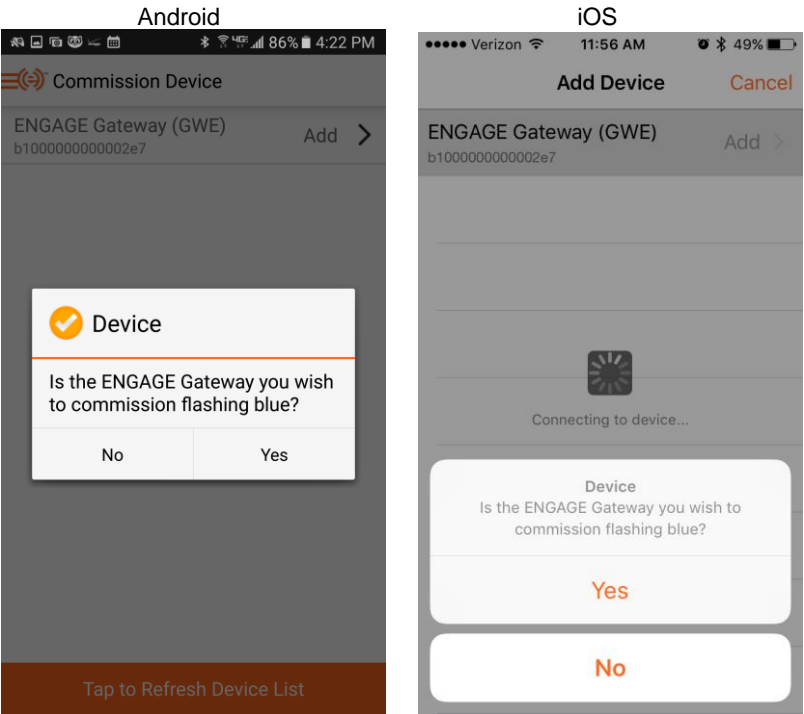 Android
86% 4:22 PM
Commission Device
ENGAGE Gateway (GWE)
b1000000000002e7
Add
Device
Is the ENGAGE Gateway you wish
to commission flashing blue?
No Yes
Tap to Refresh Device List
iOS
Verizon 11:56 AM 49%
Add Device Cancel
ENGAGE Gateway (GWE)
b1000000000002e7
Add
Connecting to device...
Device
Is the ENGAGE Gateway you wish to
commission flashing blue?
Yes
No